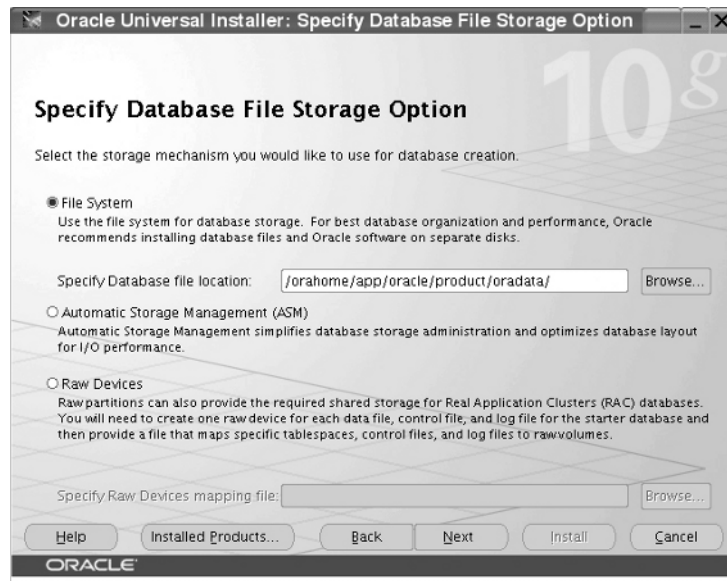 Oracle Universal Installer: Specify Database File Storage Option
10g
Specify Database File Storage Option
Select the storage mechanism you would like to use for database creation.
File System
Use the file system for database storage. For best database organization and performance, Oracle
recommends installing database files and Oracle software on separate disks.
Specify Database file location: /orahome/app/oracle/product/oradata/ Browse...
Automatic Storage Management (ASM)
Automatic Storage Management simplifies database storage administration and optimizes database layout
for I/O performance.
Raw Devices
Raw partitions can also provide the required shared storage for Real Application Clusters (RAC) databases.
You will need to create one raw device for each data file, control file, and log file for the starter database and
then provide a file that maps specific tablespaces, control files, and log files to raw volumes.
Specify Raw Devices mapping file: Browse...
Help Installed Products... Back Next Install Cancel
ORACLE